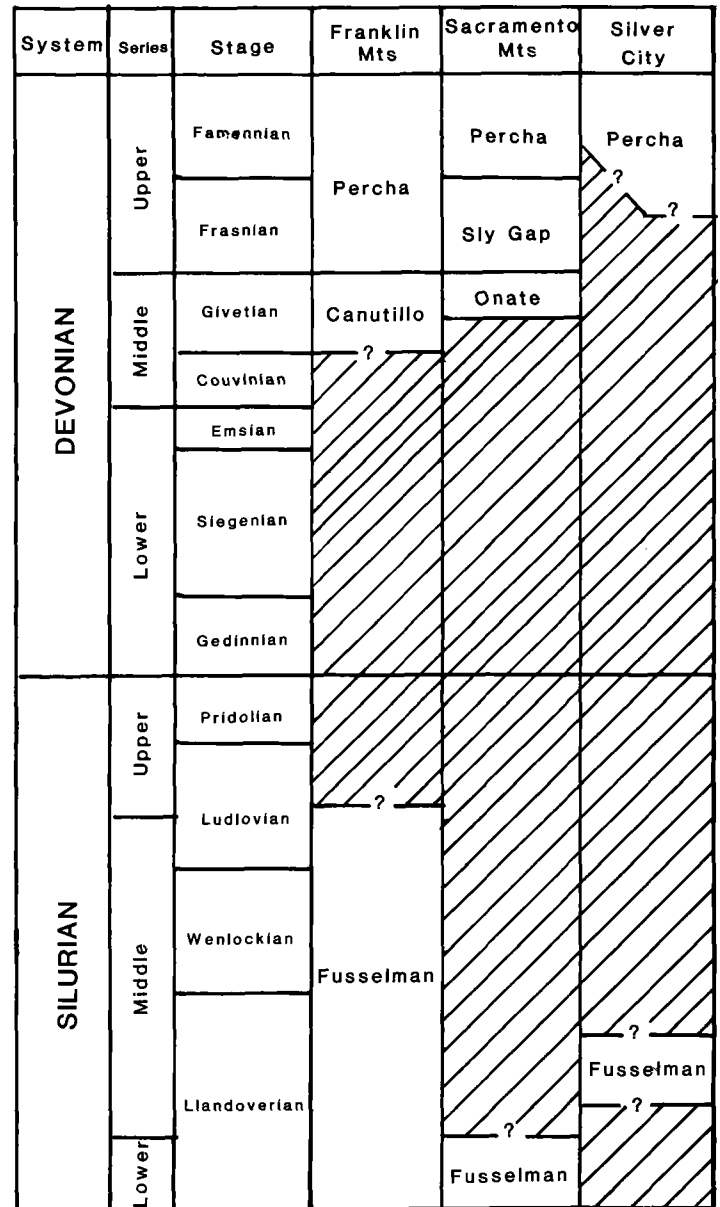 System
Series
Stage
Franklin
Mts
Sacramento
Mts
Silver
City
DEVONIAN
Upper
Famennian
Percha
Percha
Percha
?
?
Frasnian
Sly Gap
Middle
Givetian
Canutillo
Onate
?
Couvinian
Lower
Emsian
Siegenian
Gedinnian
SILURIAN
Upper
Pridolian
?
Ludlovian
Middle
Wenlockian
Fusselman
?
Fusselman
?
Llandoverian
?
Lower
Fusselman